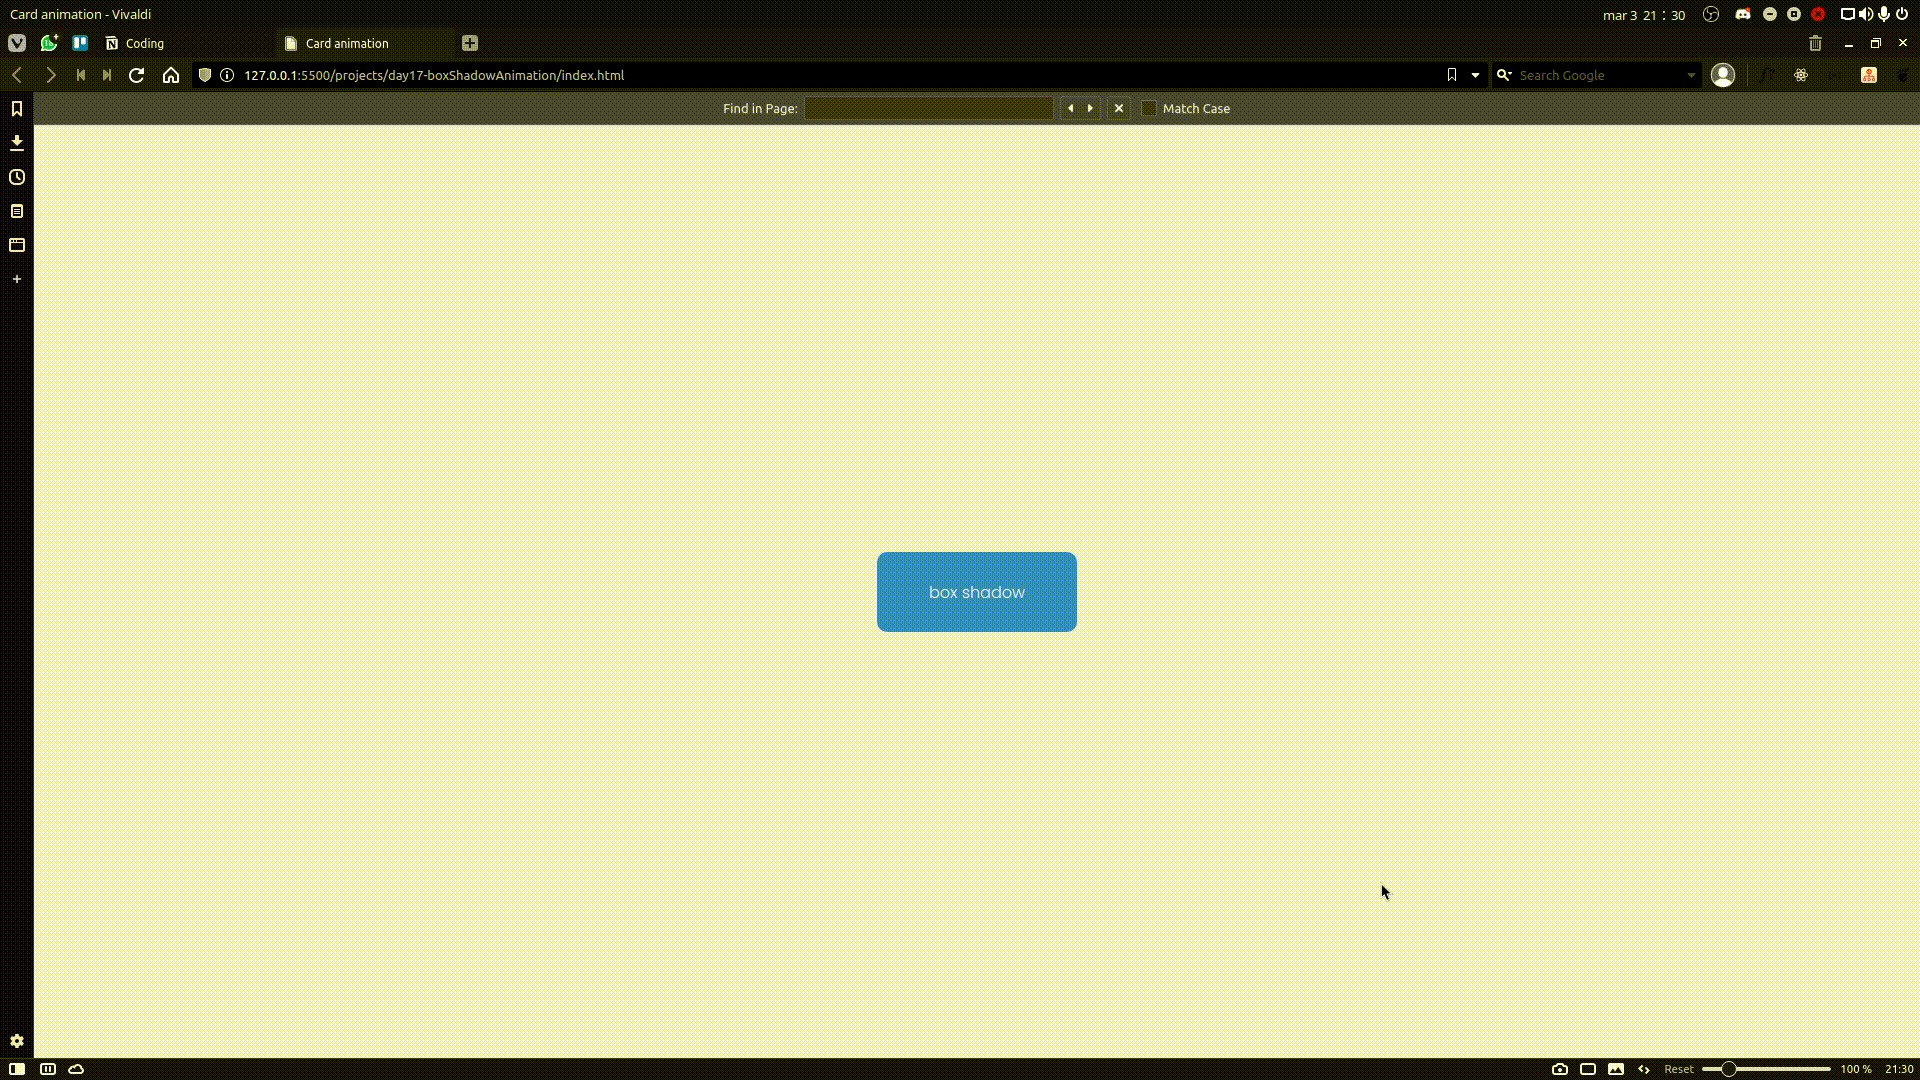 Card animation - Vivaldi
mar 3 21 : 30
Coding
Card animation
127.0.0.1:5500/projects/day17-boxShadowAnimation/index.html
Search Google
Find in Page:
Match Case
box shadow
Reset
100 %
21:30